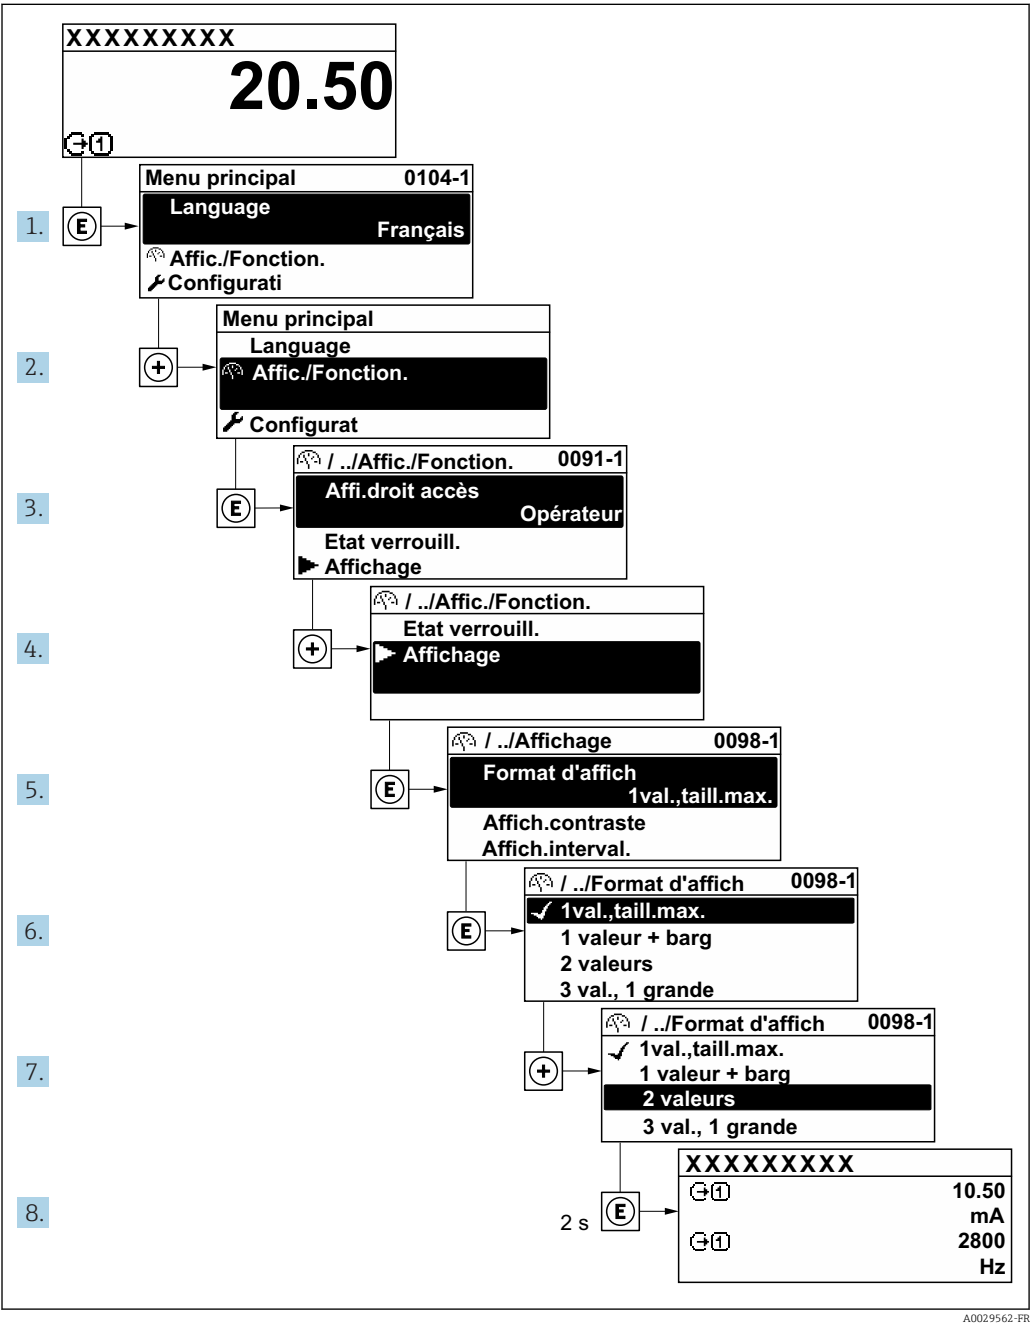 XXXXXXXXX
20.50
1
Menu principal 0104-1
Language
Français
1. E
Affic./Fonction.
Configurati
Menu principal
Language
2. + Affic./Fonction.
Configurat
/ ../Affic./Fonction. 0091-1
Affi.droit accès
3. E Opérateur
Etat verrouill.
Affichage
/ ../Affic./Fonction.
Etat verrouill.
4. + Affichage
/ ../Affichage 0098-1
Format d'affich
5. E 1val.,taill.max.
Affich.contraste
Affich.interval.
/ ../Format d'affich 0098-1
1val.,taill.max.
6. E 1 valeur + barg
2 valeurs
3 val., 1 grande
/ ../Format d'affich 0098-1
1val.,taill.max.
7. + 1 valeur + barg
2 valeurs
3 val., 1 grande
XXXXXXXXX
1 10.50
8. 2 s E mA
1 2800
Hz
A0029562-FR